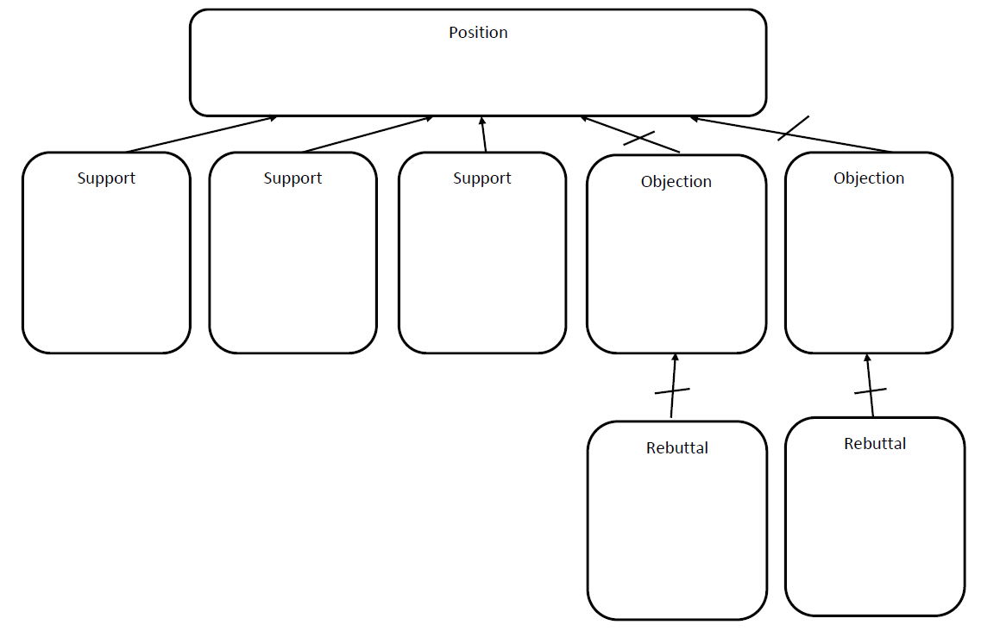 Position
Support
Support
Support
Objection
Objection
Rebuttal
Rebuttal